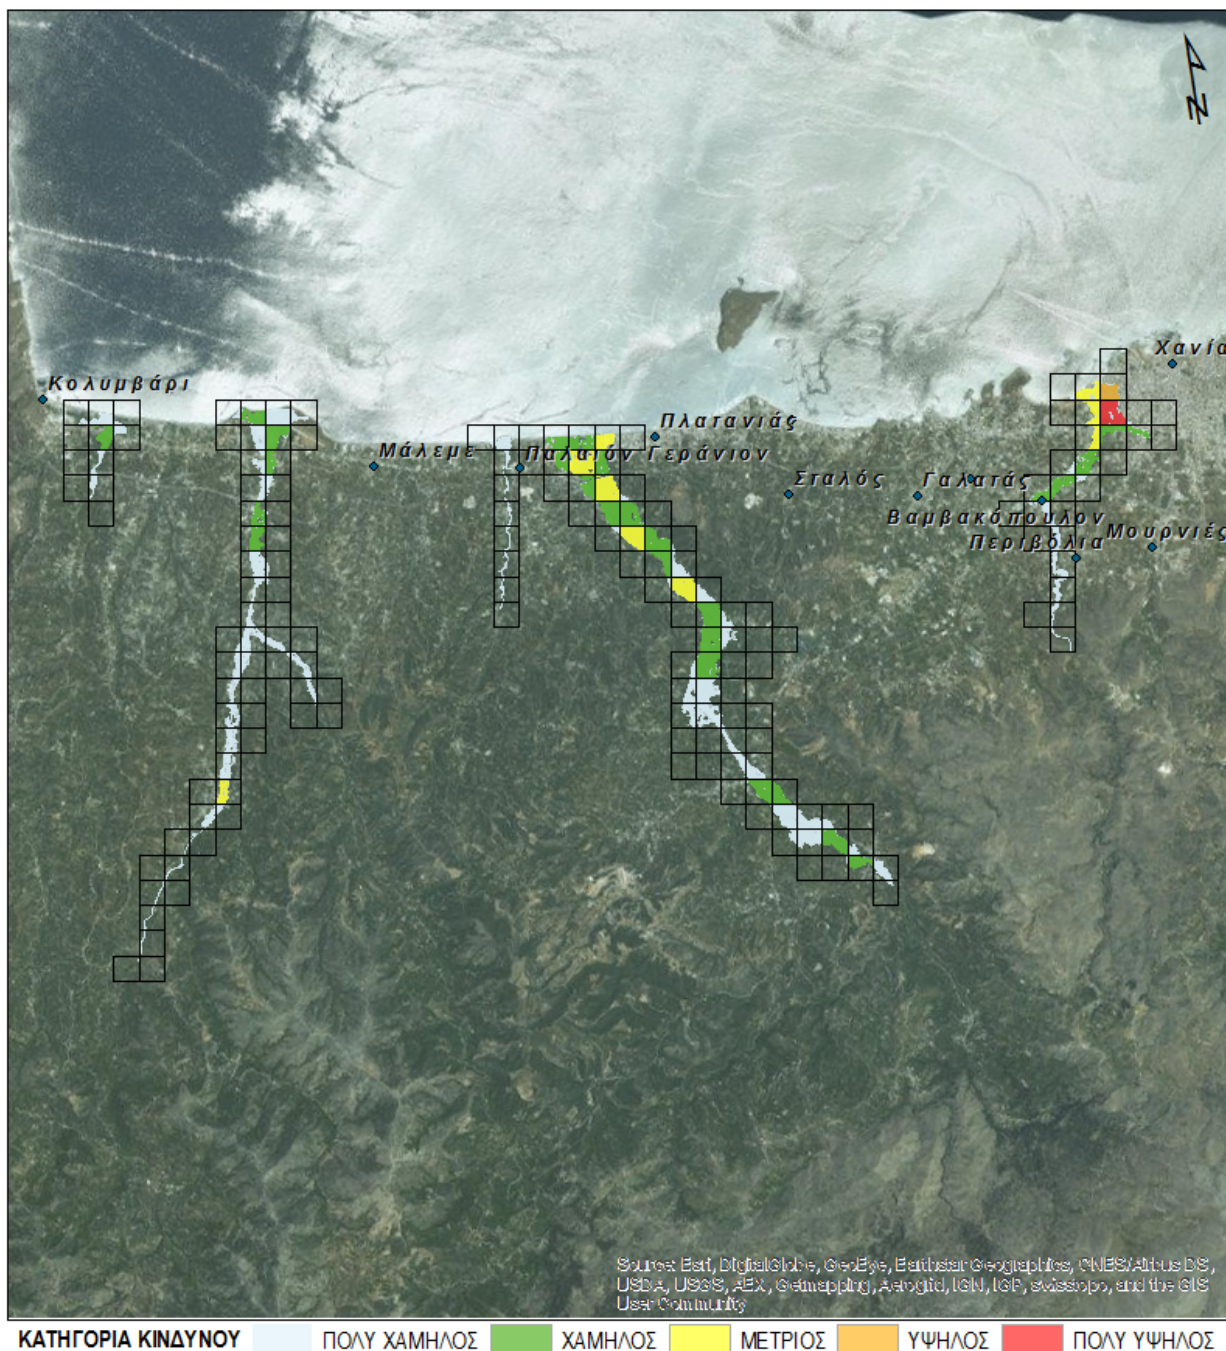 N
Χανία
Κολυμβάρι
Πλατανιάς
Μάλεμε
Παλαιόν Γεράνιον
Σταλός
Γαλατάς
Βαμβακόπουλον
Μουρνιές
Περιβόλια
Source: Esri, DigitalGlobe, GeoEye, Earthstar Geographics, CNES/Airbus DS,
USDA, USGS, AEX, Getmapping, Aerogrid, IGN, IGP, swisstopo, and the GIS
User Community
ΚΑΤΗΓΟΡΙΑ ΚΙΝΔΥΝΟΥ ΠΟΛΥ ΧΑΜΗΛΟΣ ΧΑΜΗΛΟΣ ΜΕΤΡΙΟΣ ΥΨΗΛΟΣ ΠΟΛΥ ΥΨΗΛΟΣ